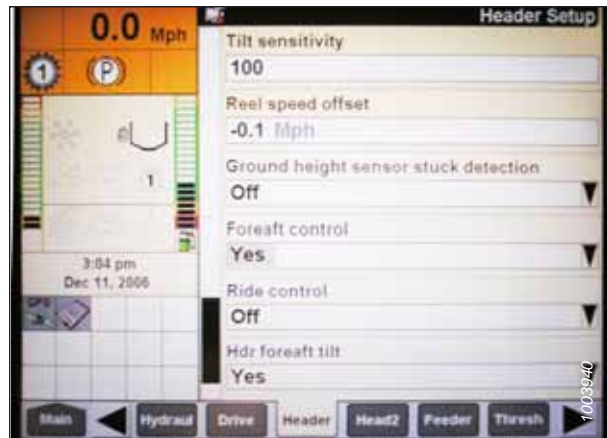 0.0 Mph
Header Setup
1
(P)
Tilt sensitivity
100
Reel speed offset
-0.1 Mph
Ground height sensor stuck detection
Off
1
Foreaft control
Yes
3:04 pm
Dec 11, 2006
Ride control
Off
GPS
Hdr foreaft tilt
Yes
1003940
Main
Hydraul
Drive
Header
Head2
Feeder
Thresh